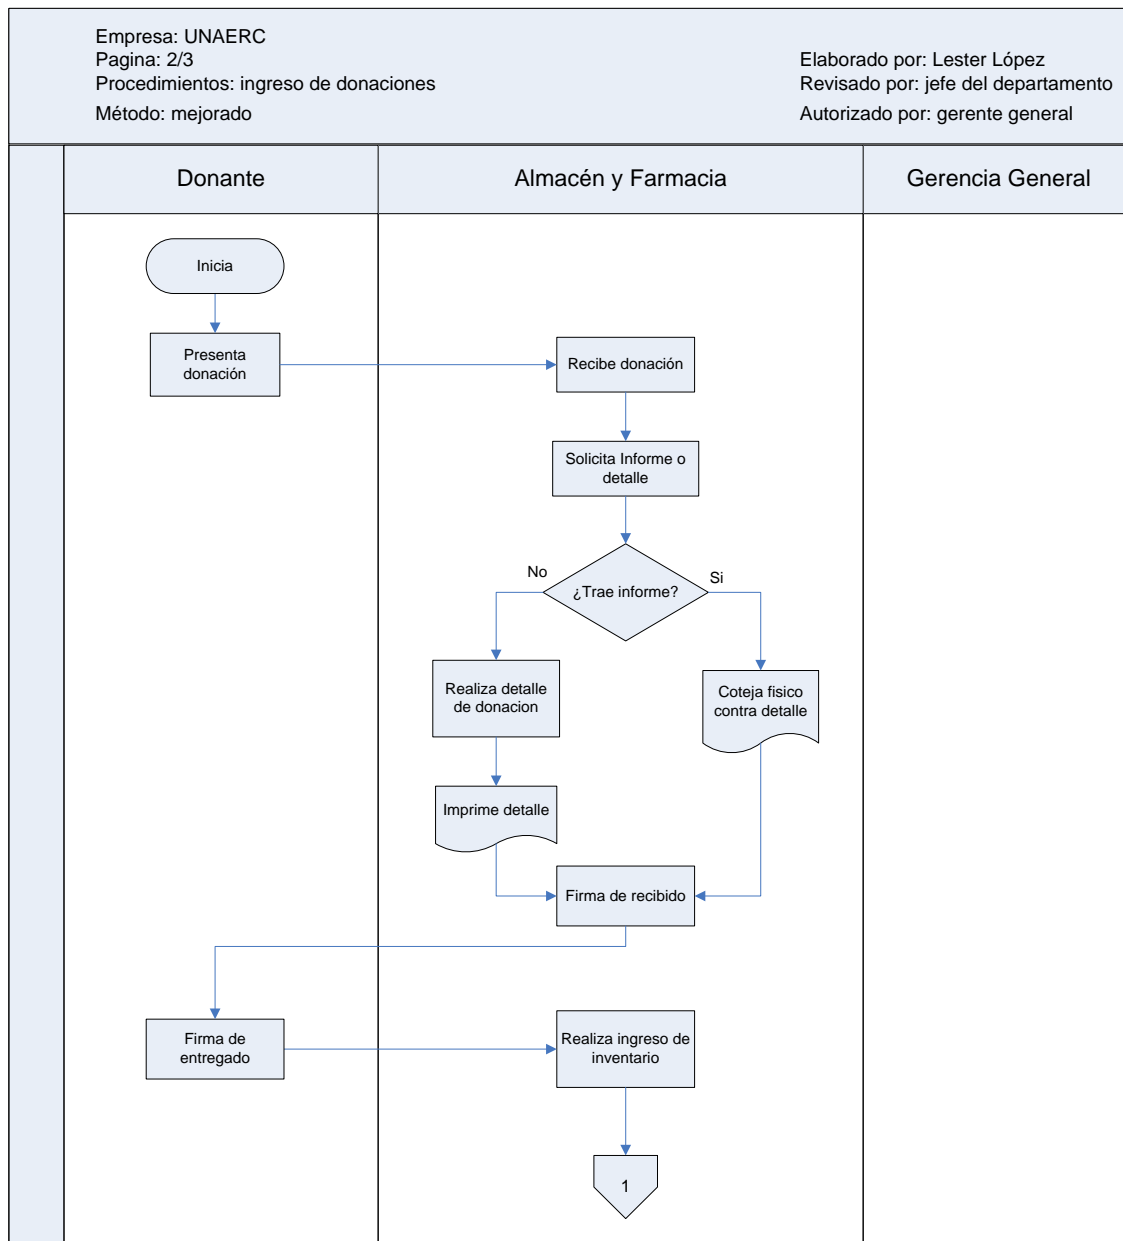 Empresa: UNAERC
Pagina: 2/3
Procedimientos: ingreso de donaciones
Método: mejorado
Elaborado por: Lester López
Revisado por: jefe del departamento
Autorizado por: gerente general
Donante
Almacén y Farmacia
Gerencia General
Inicia
Presenta
donación
Recibe donación
Solicita Informe o
detalle
¿Trae informe?
No
Si
Realiza detalle
de donacion
Coteja fisico
contra detalle
Imprime detalle
Firma de recibido
Firma de
entregado
Realiza ingreso de
inventario
1